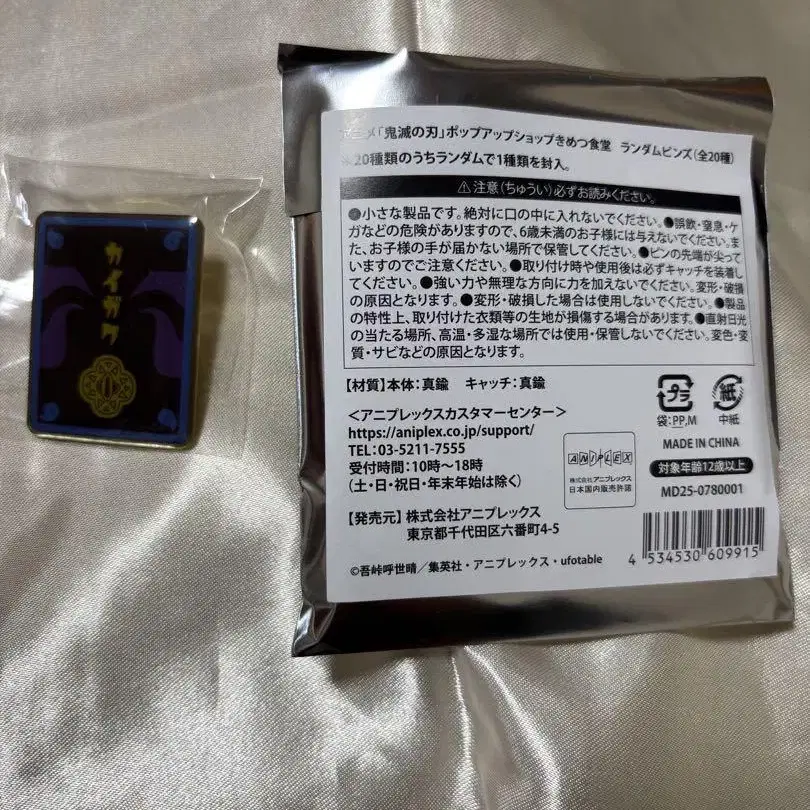 カイガク
アニメ「鬼滅の刃」ポップアップショップきめつ食堂 ランダムピンズ(全20種)
※20種類のうちランダムで1種類を封入。
⚠注意(ちゅうい)必ずお読みください。
●小さな製品です。絶対に口の中に入れないでください。●誤飲・窒息・ケ
ガなどの危険がありますので、6歳未満のお子様には与えないでください。ま
た、お子様の手が届かない場所で保管してください。●ピンの先端が尖って
いますのでご注意ください。●取り付け時や使用後は必ずキャッチを装着し
てください。●強い力や無理な方向に力を加えないでください。変形・破損
の原因となります。●変形・破損した場合は使用しないでください。●製品
の特性上、取り付けた衣類等の生地が損傷する場合があります。●直射日光
の当たる場所、高温・多湿な場所では使用・保管しないでください。変色・変
質・サビなどの原因となります。
【材質】本体:真鍮 キャッチ:真鍮
<アニプレックスカスタマーセンター>
https://aniplex.co.jp/support/
TEL:03-5211-7555
受付時間:10時~18時
(土・日・祝日・年末年始は除く)
【発売元】株式会社アニプレックス
東京都千代田区六番町4-5
©吾峠呼世晴/集英社・アニプレックス・ufotable
ANIPLEX
株式会社アニプレックス
日本国内販売許諾
プラ
袋:PP,M
紙
中紙
MADE IN CHINA
対象年齢12歳以上
MD25-0780001
4 534530 609915